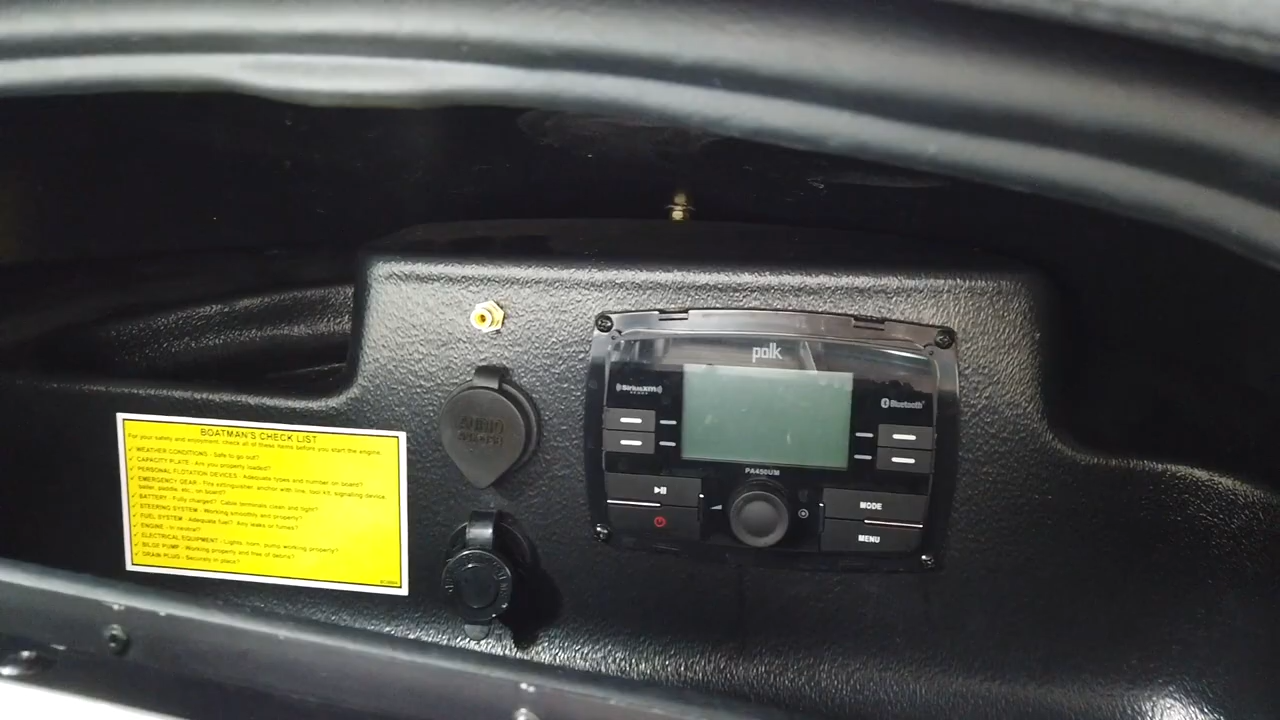 polk
SiriusXM
Bluetooth
PA450UM
MODE
MENU
AUDIO
BOATMAN'S CHECK LIST
For your safety and enjoyment, check all of these items before you start the engine.
✓ WEATHER CONDITIONS - Safe to go out?
✓ CAPACITY PLATE - Are you properly loaded?
✓ PERSONAL FLOTATION DEVICES - Adequate types and number on board?
✓ EMERGENCY GEAR - Fire extinguisher, anchor with line, tool kit, signaling device,
bailer, paddle, etc., on board?
✓ BATTERY - Fully charged? Cable terminals clean and tight?
✓ STEERING SYSTEM - Working smoothly and properly?
✓ FUEL SYSTEM - Adequate fuel? Any leaks or fumes?
✓ ENGINE - In neutral?
✓ ELECTRICAL EQUIPMENT - Lights, horn, pump working properly?
✓ BILGE PUMP - Working properly and free of debris?
✓ DRAIN PLUG - Securely in place?